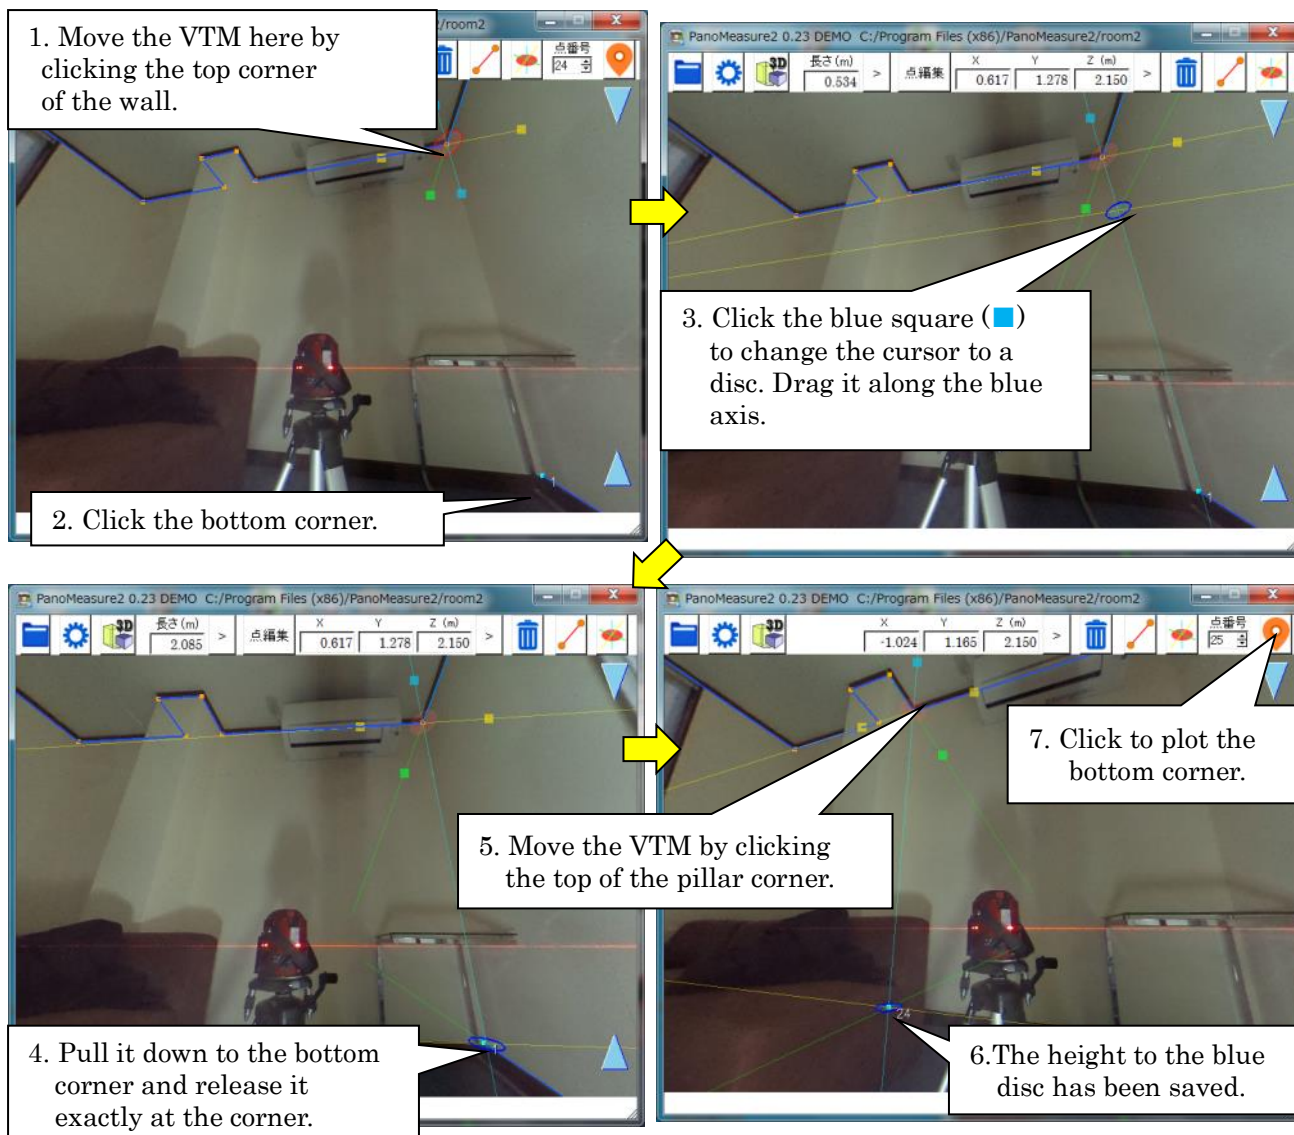 1. Move the VTM here by
clicking the top corner
of the wall.
2/room2
点番号
24
2. Click the bottom corner.
1
PanoMeasure2 0.23 DEMO C:/Program Files (x86)/PanoMeasure2/room2
3D
長さ(m)
0.534
>
点編集
X Y Z (m)
0.617 1.278 2.150
>
3. Click the blue square (■)
to change the cursor to a
disc. Drag it along the blue
axis.
1
PanoMeasure2 0.23 DEMO C:/Program Files (x86)/PanoMeasure2/room2
3D
長さ(m)
2.085
>
点編集
X Y Z (m)
0.617 1.278 2.150
>
4. Pull it down to the bottom
corner and release it
exactly at the corner.
1
PanoMeasure2 0.23 DEMO C:/Program Files (x86)/PanoMeasure2/room2
3D
X Y Z (m)
-1.024 1.165 2.150
>
点番号
25
5. Move the VTM by clicking
the top of the pillar corner.
7. Click to plot the
bottom corner.
24
6.The height to the blue
disc has been saved.